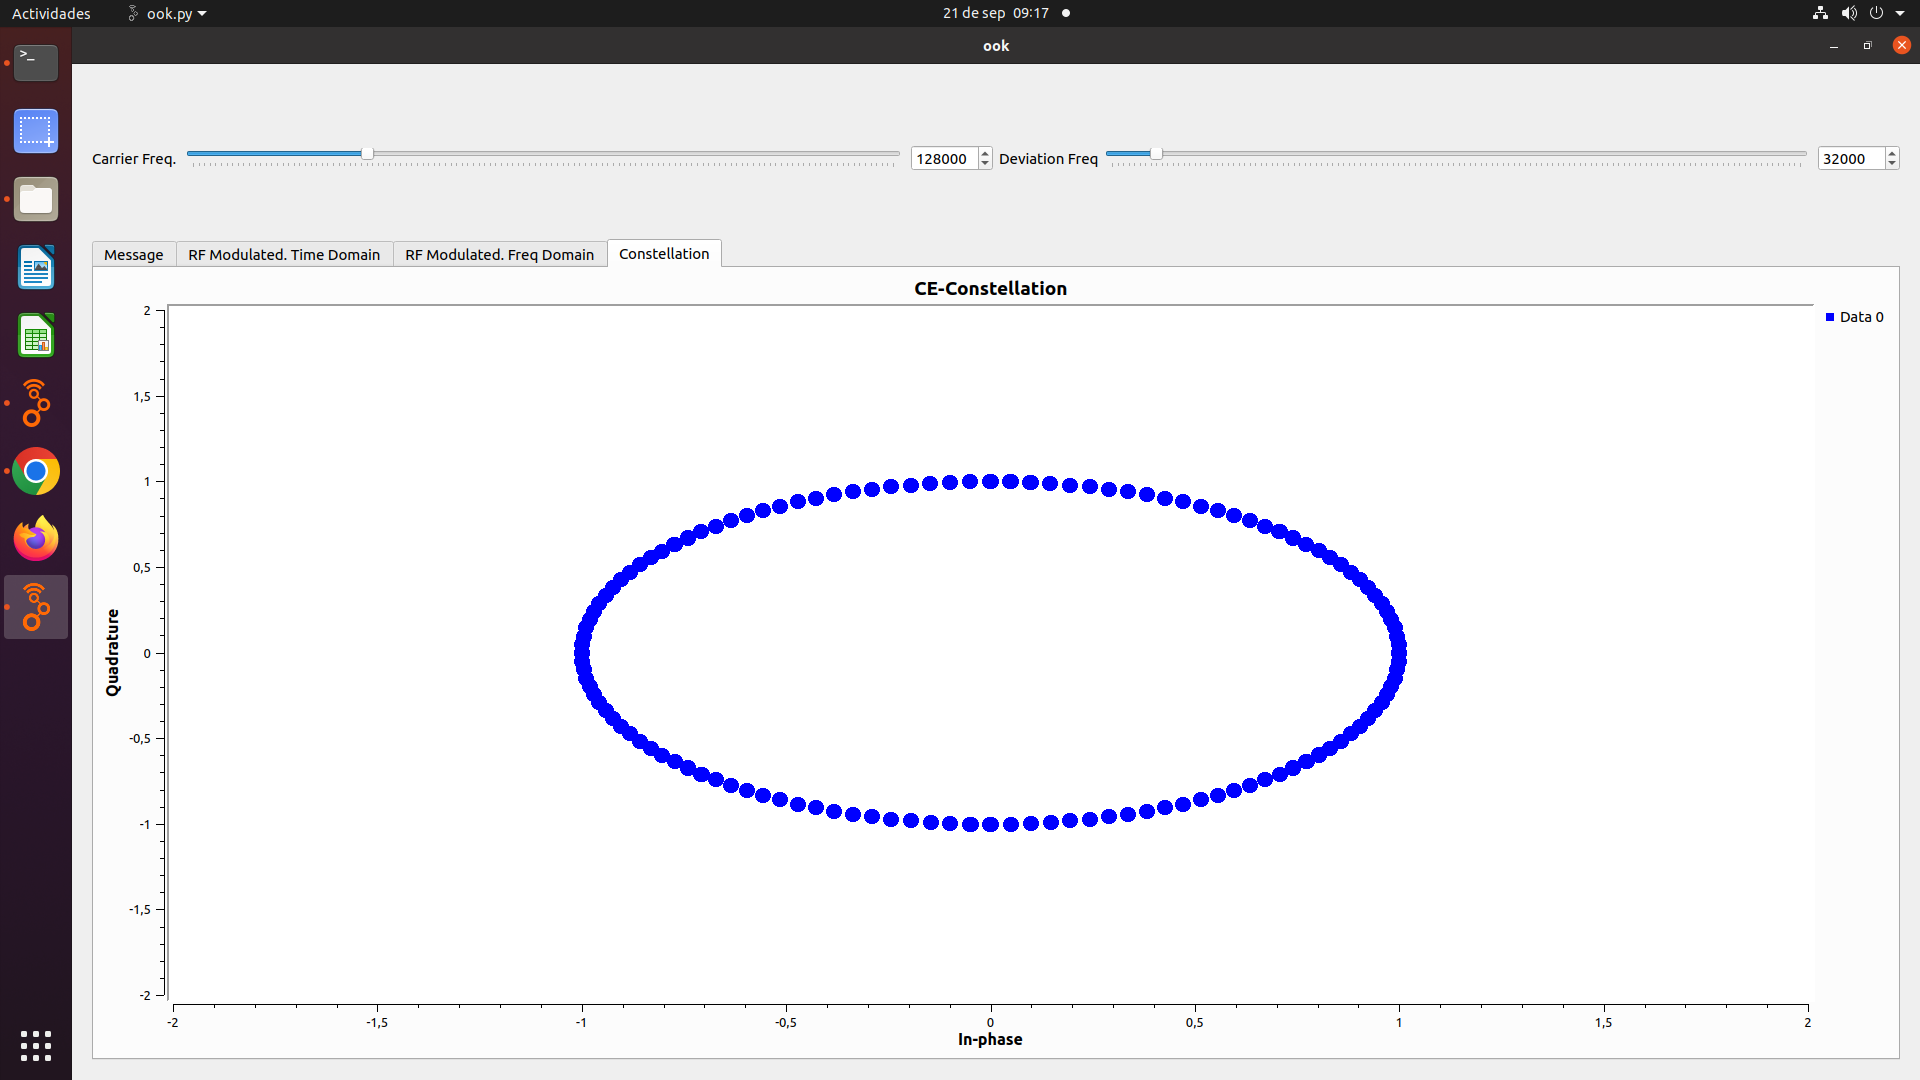 Actividades ook.py 21 de sep 09:17
ook
Carrier Freq. 128000 Deviation Freq 32000
Message RF Modulated. Time Domain RF Modulated. Freq Domain Constellation
CE-Constellation
Data 0
Quadrature
2
1,5
1
0,5
0
-0,5
-1
-1,5
-2
-2 -1,5 -1 -0,5 0 0,5 1 1,5 2
In-phase